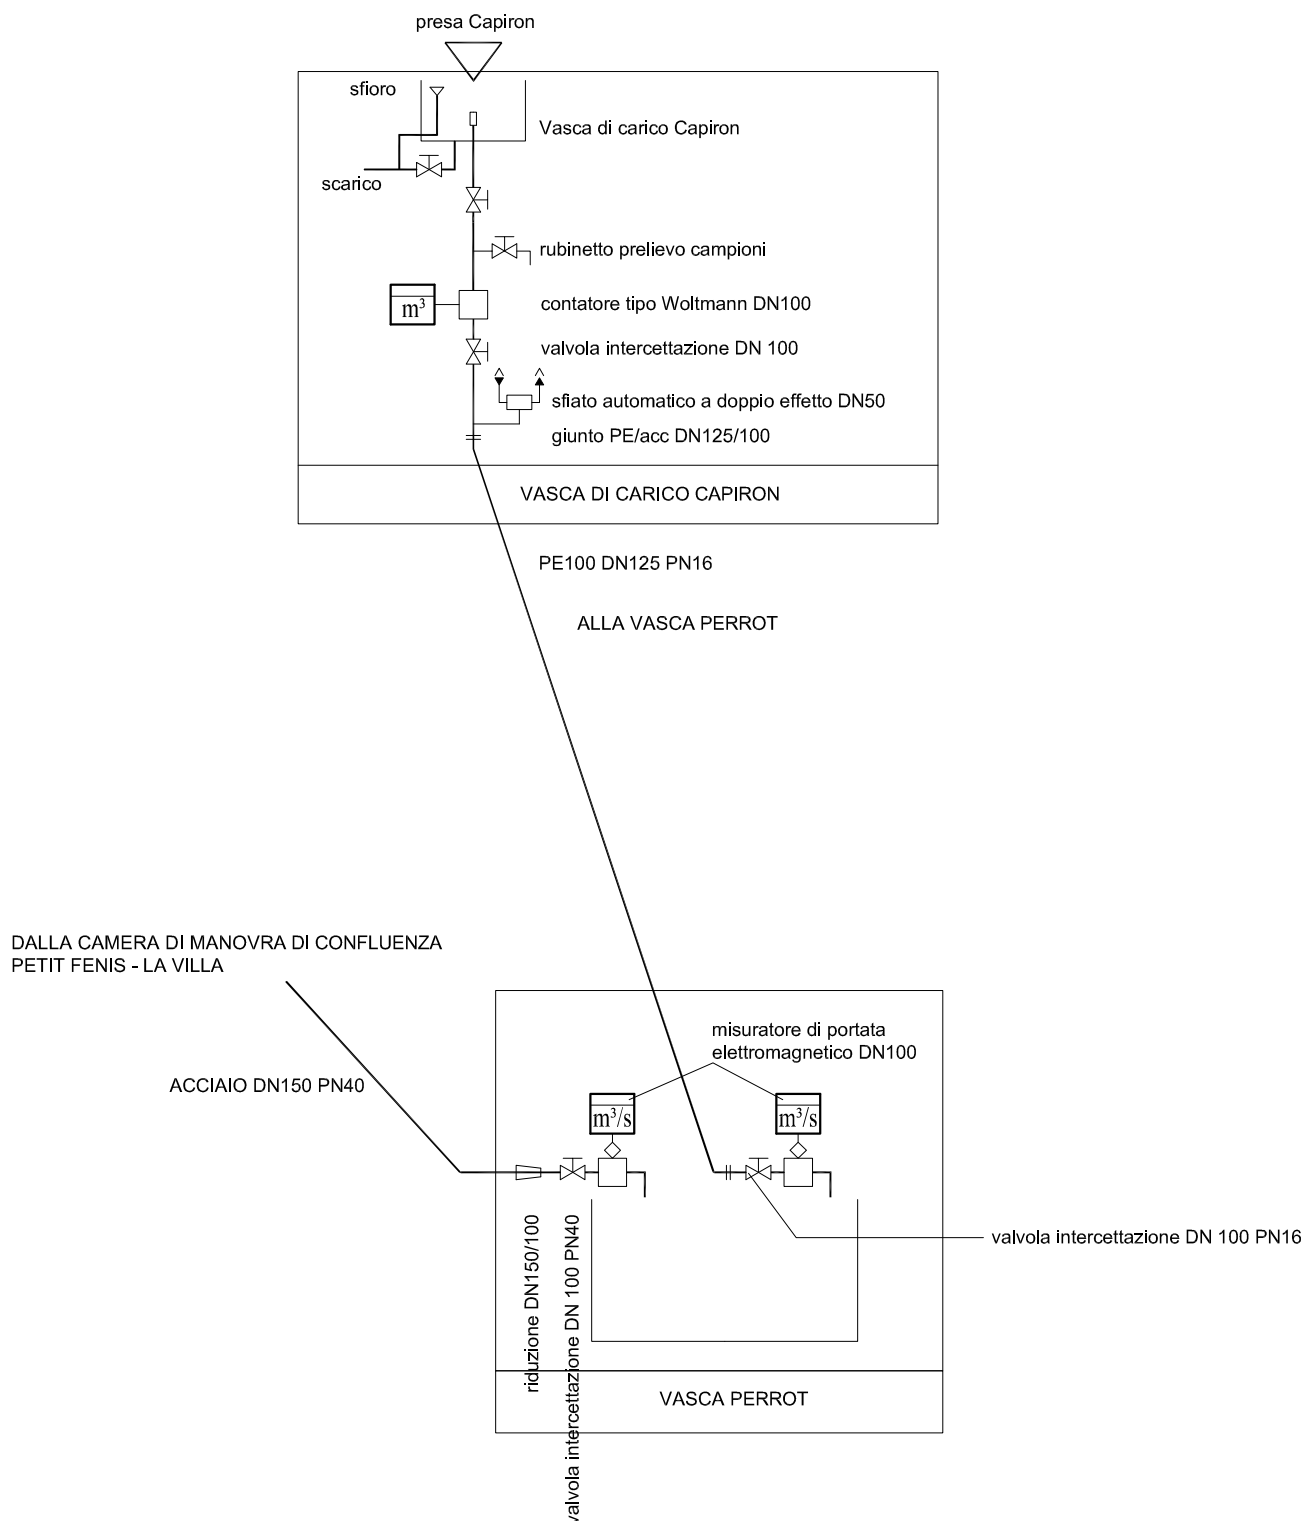 presa Capiron
sfioro
Vasca di carico Capiron
scarico
rubinetto prelievo campioni
m³
contatore tipo Woltmann DN100
valvola intercettazione DN 100
sfiato automatico a doppio effetto DN50
giunto PE/acc DN125/100
VASCA DI CARICO CAPIRON
PE100 DN125 PN16
ALLA VASCA PERROT
DALLA CAMERA DI MANOVRA DI CONFLUENZA
PETIT FENIS - LA VILLA
ACCIAIO DN150 PN40
misuratore di portata
elettromagnetico DN100
m³/s
m³/s
riduzione DN150/100
valvola intercettazione DN 100 PN40
valvola intercettazione DN 100 PN16
VASCA PERROT